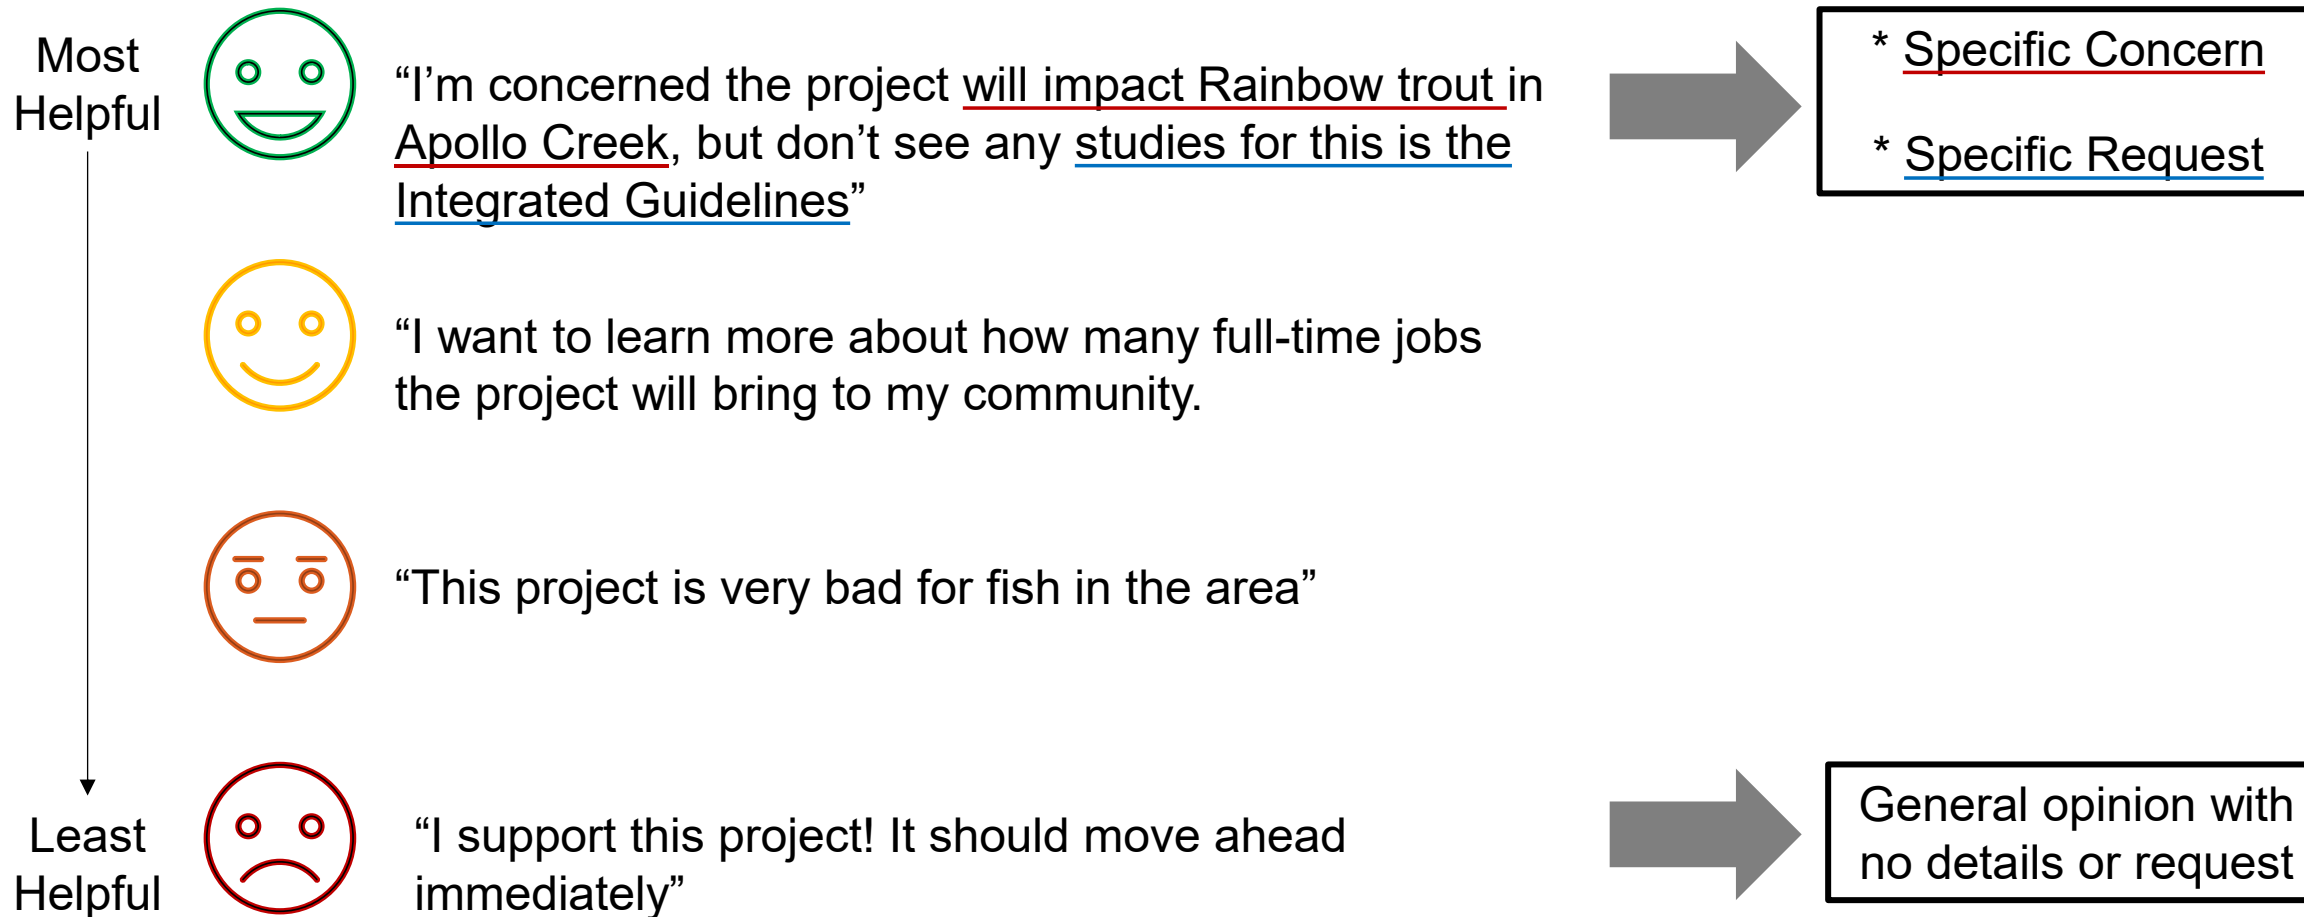 Most
Helpful
“I’m concerned the project will impact Rainbow trout in
Apollo Creek, but don’t see any studies for this is the
Integrated Guidelines”
* Specific Concern
* Specific Request
“I want to learn more about how many full-time jobs
the project will bring to my community.
“This project is very bad for fish in the area”
Least
Helpful
“I support this project! It should move ahead
immediately”
General opinion with
no details or request